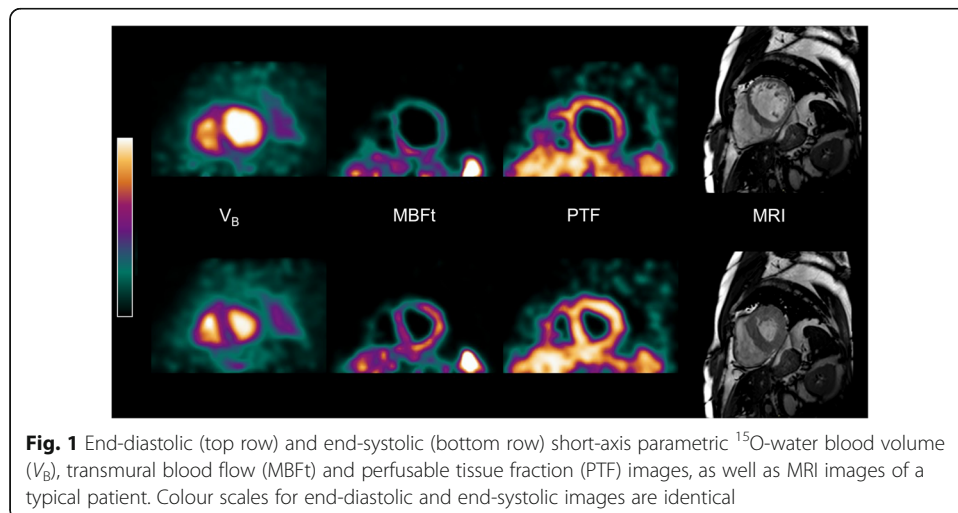 V_B MBFt PTF MRI
Fig. 1 End-diastolic (top row) and end-systolic (bottom row) short-axis parametric ¹⁵O-water blood volume
(V_B), transmural blood flow (MBFt) and perfusable tissue fraction (PTF) images, as well as MRI images of a
typical patient. Colour scales for end-diastolic and end-systolic images are identical